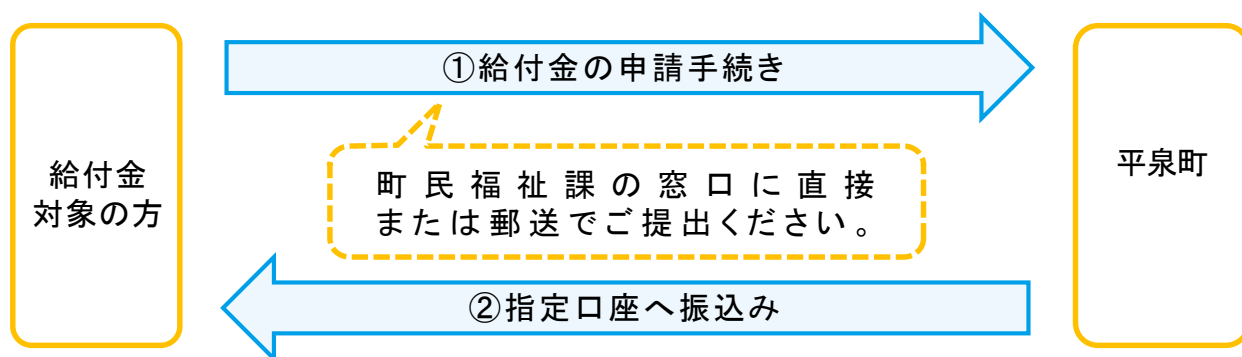 ①給付金の申請手続き
給付金
対象の方
町民福祉課の窓口に直接
または郵送でご提出ください。
平泉町
②指定口座へ振込み